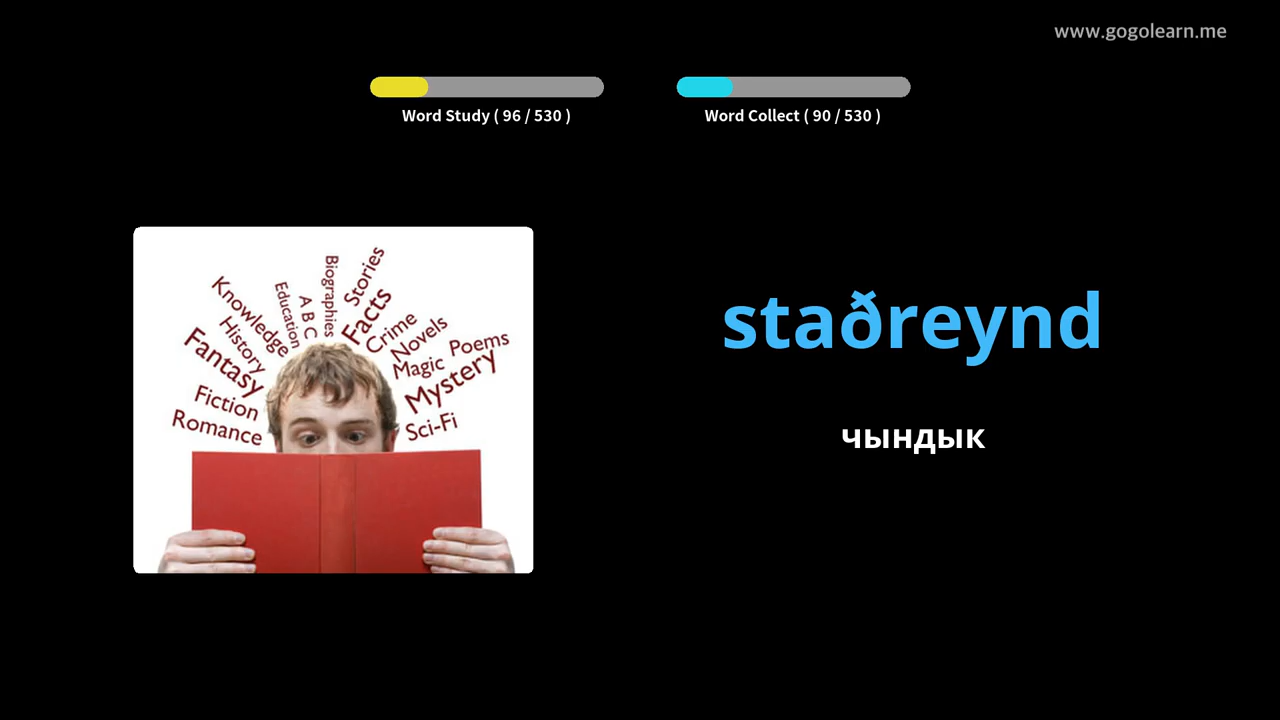 www.gogolearn.me
Word Study ( 96 / 530 )
Word Collect ( 90 / 530 )
Knowledge
History
Fantasy
Fiction
Romance
Education
A B C
Biographies
Stories
Facts
Crime
Novels
Magic
Poems
Mystery
Sci-Fi
staðreynd
чындык